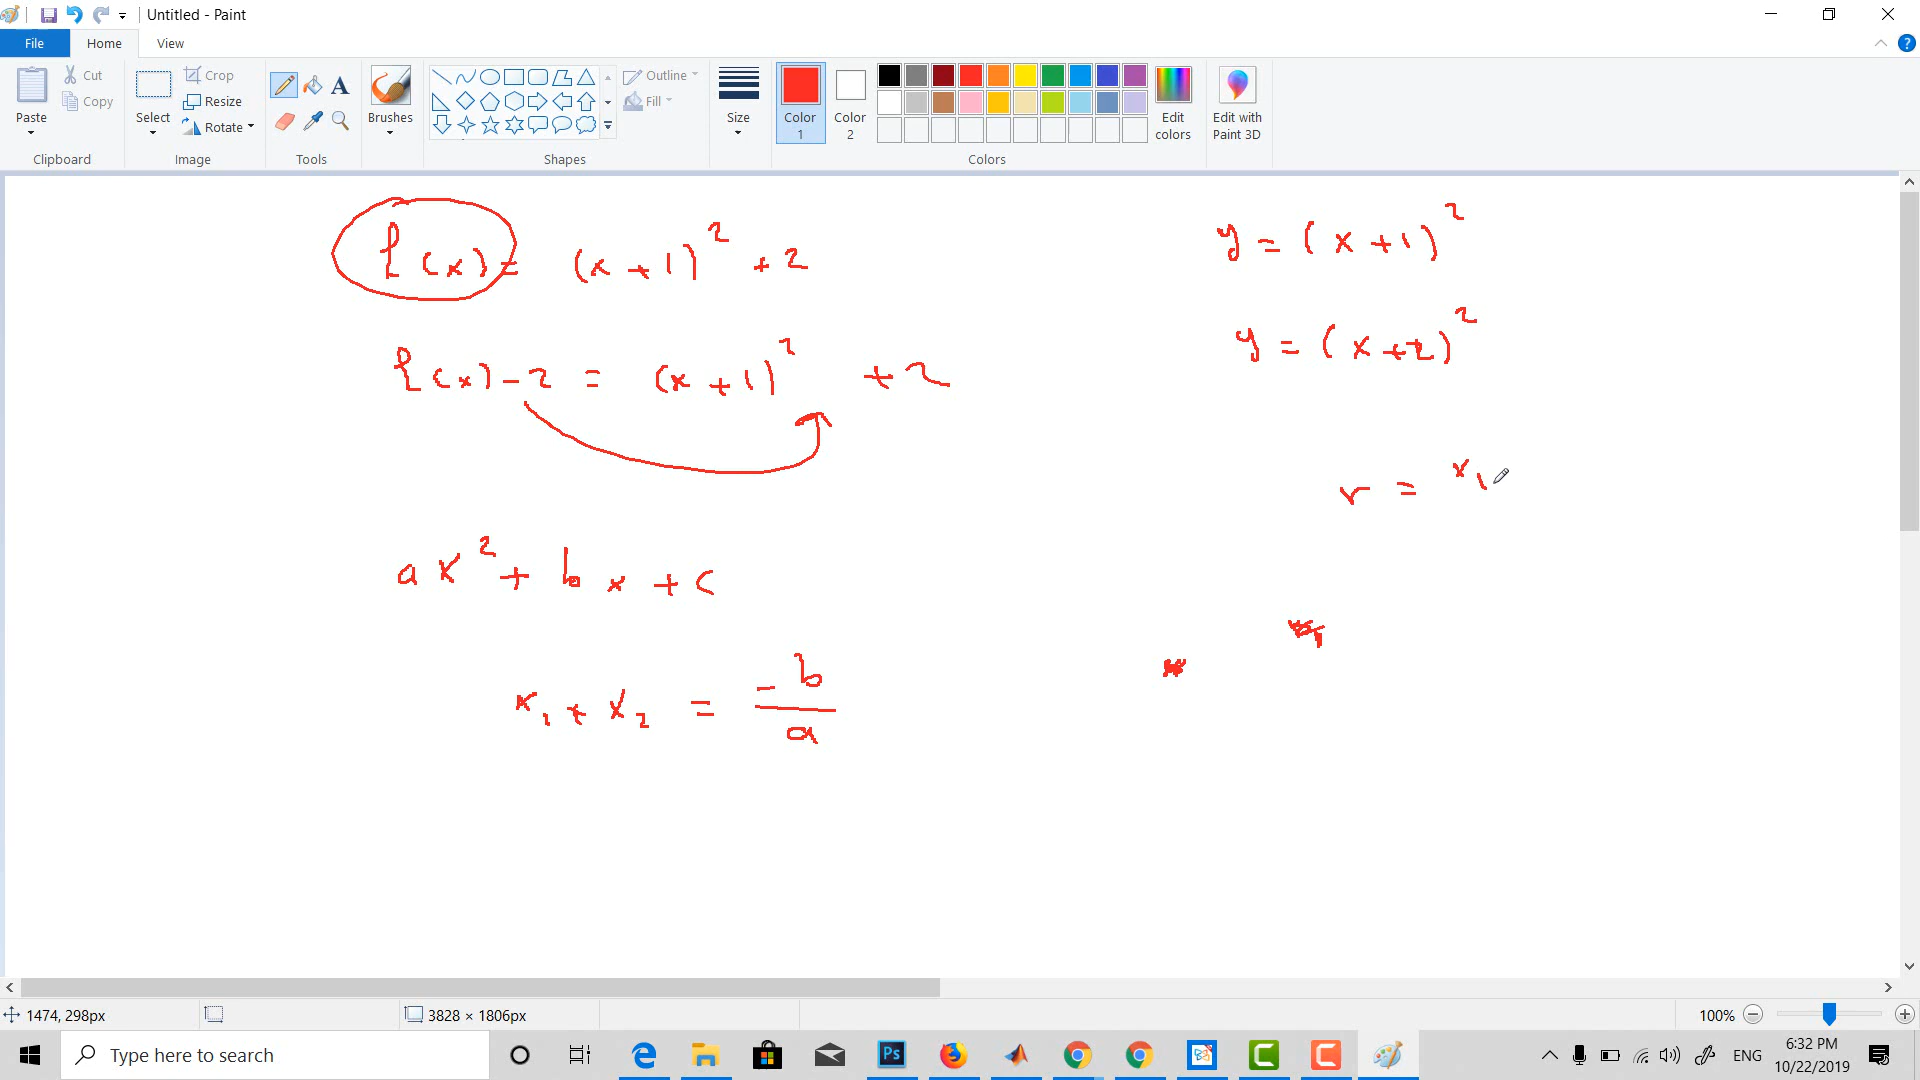 Untitled - Paint
File Home View
Paste
Cut
Copy
Clipboard
Select
Crop
Resize
Rotate
Image
Tools
Brushes
Outline
Fill
Shapes
Size
Color 1
Color 2
Edit colors
Edit with Paint 3D
Colors
f(x) = (x+1)² + 2
f(x) - 2 = (x+1)² + 2
ax² + bx + c
x₁ + x₂ = -b/a
y = (x+1)²
y = (x+2)²
r = x₁
1474, 298px
3828 × 1806px
100%
Type here to search
ENG
6:32 PM
10/22/2019